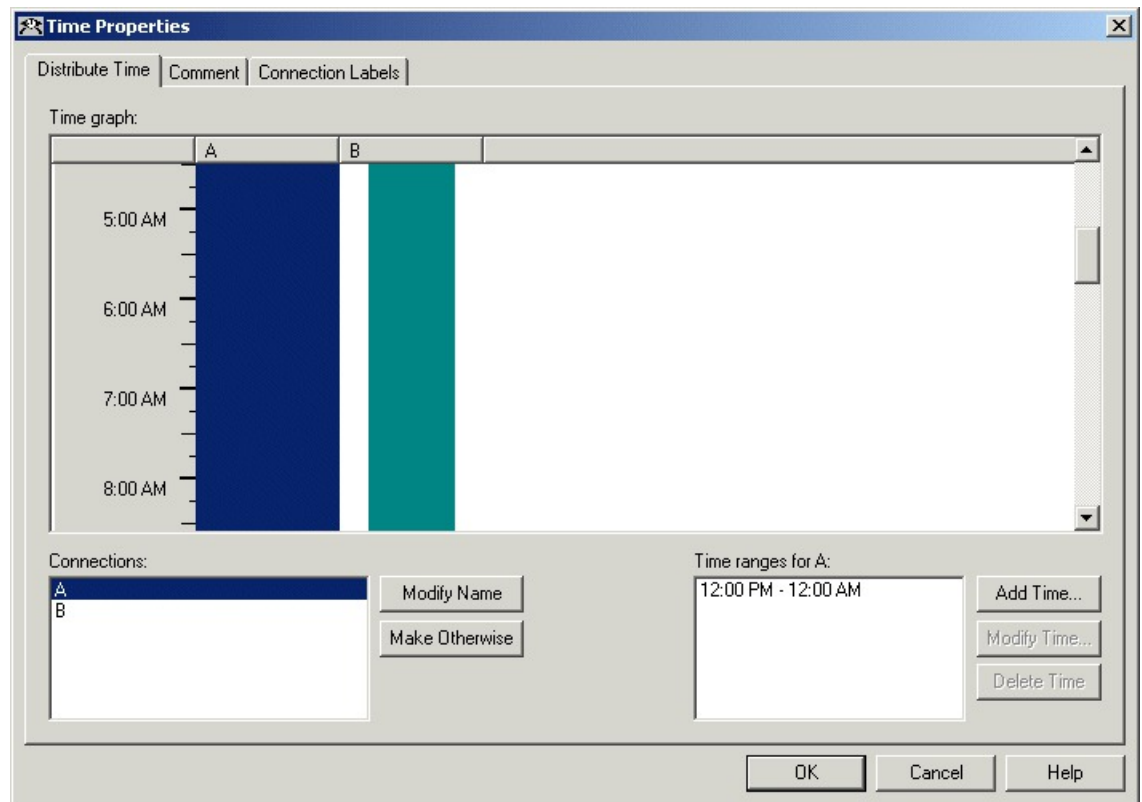 Time Properties
Distribute Time Comment Connection Labels
Time graph:
A B
5:00 AM
6:00 AM
7:00 AM
8:00 AM
Connections:
A
B
Modify Name
Make Otherwise
Time ranges for A:
12:00 PM - 12:00 AM
Add Time...
Modify Time...
Delete Time
OK Cancel Help